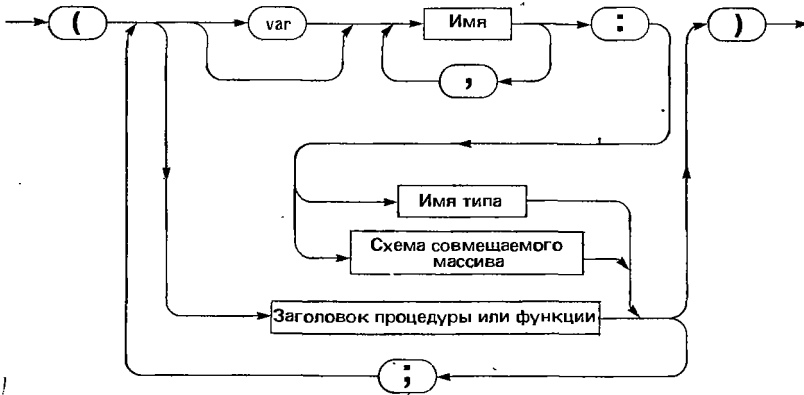 ( var Имя : )
,
Имя типа
Схема совмещаемого
массива
Заголовок процедуры или функции
;